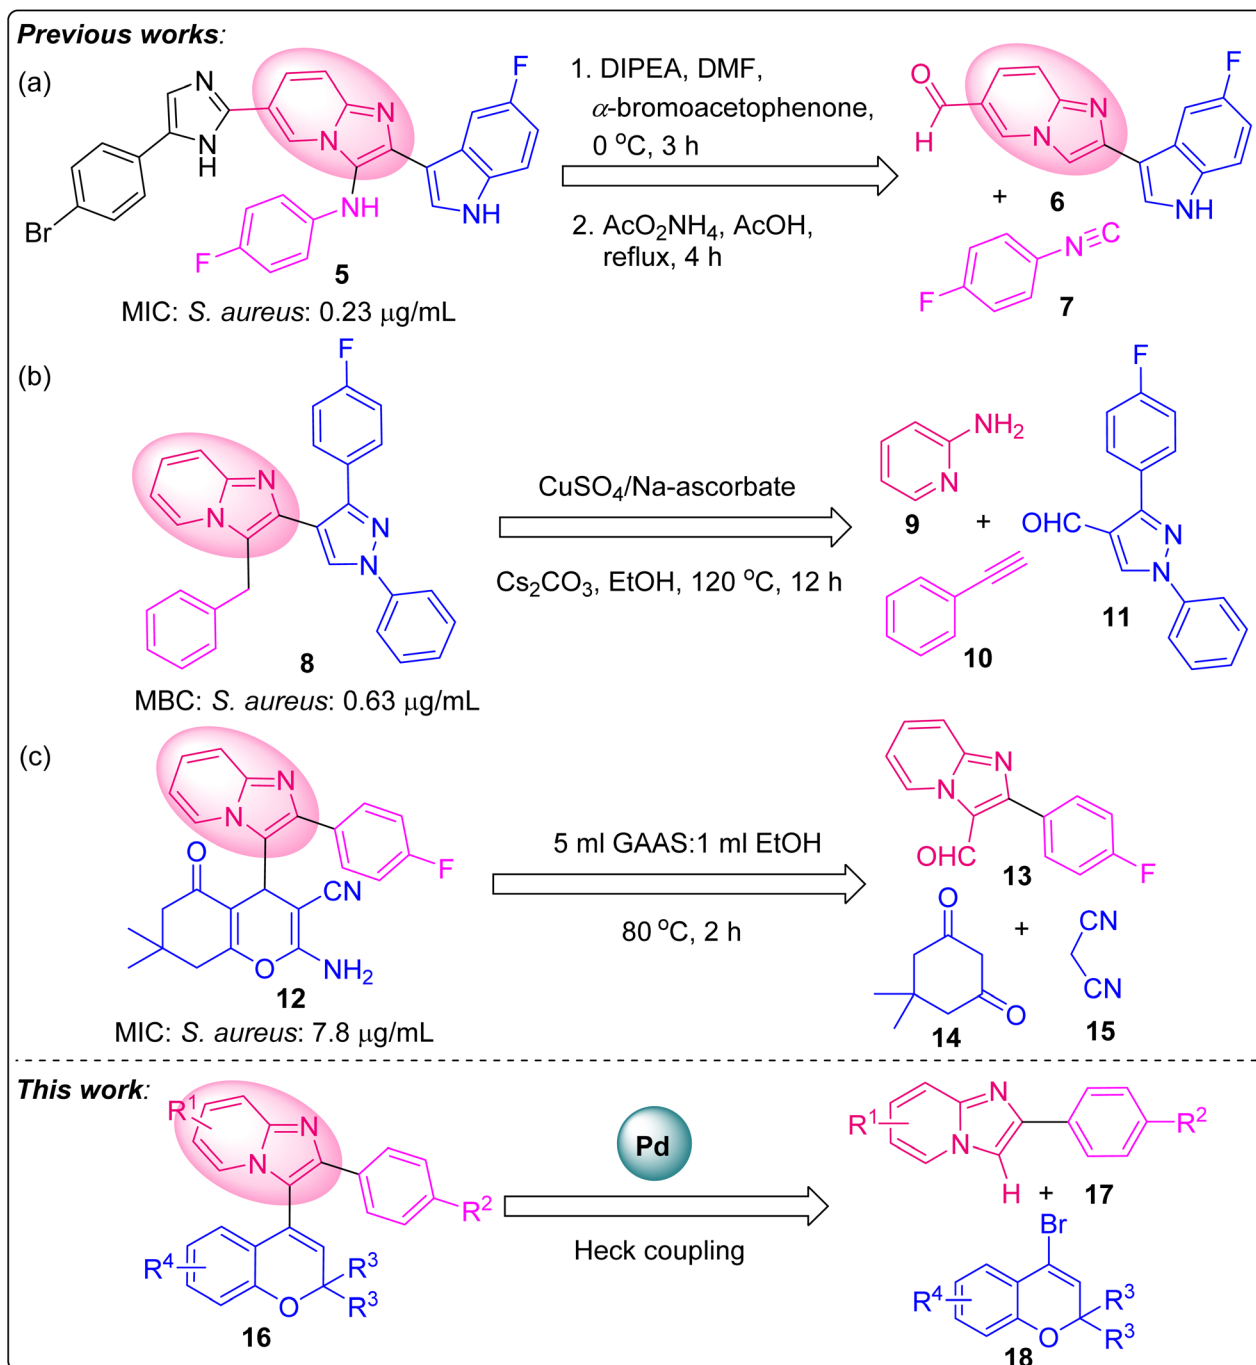 Previous works:
(a)
N
N
H
Br
N
N
NH
F
F
NH
5
MIC: S. aureus: 0.23 µg/mL
1. DIPEA, DMF,
α-bromoacetophenone,
0 °C, 3 h
2. AcO₂NH₄, AcOH,
reflux, 4 h
O
H
N
N
F
NH
+
6
N≡C
F
7
(b)
F
N
N
N
N
8
MBC: S. aureus: 0.63 µg/mL
CuSO₄/Na-ascorbate
Cs₂CO₃, EtOH, 120 °C, 12 h
NH₂
N
9
+
10
F
OHC
N
N
11
(c)
N
N
O
F
CN
O
NH₂
12
MIC: S. aureus: 7.8 µg/mL
5 ml GAAS:1 ml EtOH
80 °C, 2 h
N
N
OHC
13
F
O
O
14
+
CN
CN
15
This work:
R¹
N
N
R²
R⁴
O
R³
R³
16
Pd
Heck coupling
R¹
N
N
R²
H
17
+
Br
R⁴
O
R³
R³
18